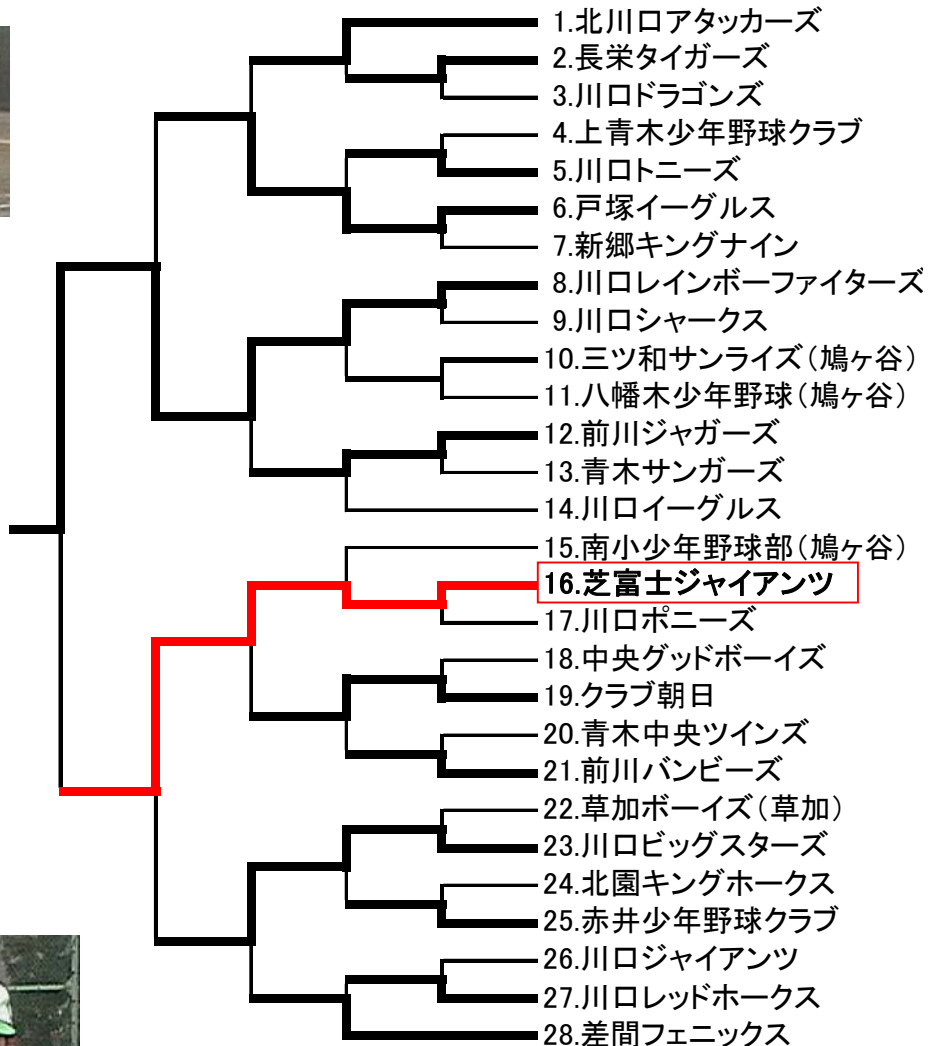 1.北川口アタッカーズ
2.長栄タイガーズ
3.川口ドラゴンズ
4.上青木少年野球クラブ
5.川口トニーズ
6.戸塚イーグルス
7.新郷キングナイン
8.川口レインボーファイターズ
9.川口シャークス
10.三ツ和サンライズ(鳩ヶ谷)
11.八幡木少年野球(鳩ヶ谷)
12.前川ジャガーズ
13.青木サンガーズ
14.川口イーグルス
15.南小少年野球部(鳩ヶ谷)
16.芝富士ジャイアンツ
17.川口ポニーズ
18.中央グッドボーイズ
19.クラブ朝日
20.青木中央ツインズ
21.前川バンビーズ
22.草加ボーイズ(草加)
23.川口ビッグスターズ
24.北園キングホークス
25.赤井少年野球クラブ
26.川口ジャイアンツ
27.川口レッドホークス
28.差間フェニックス